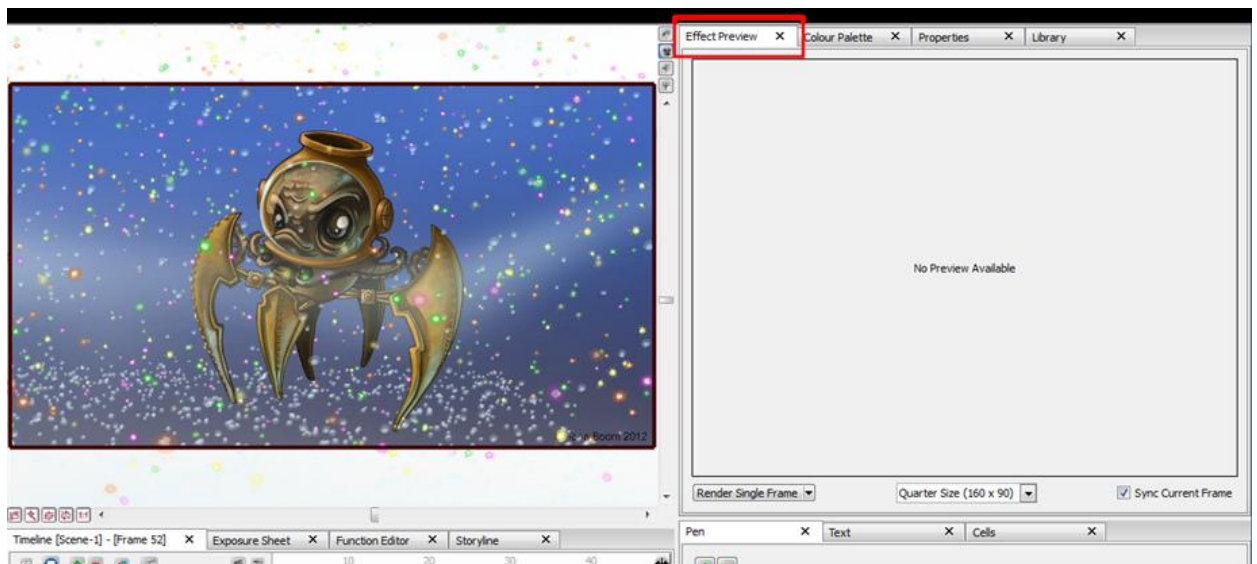 Effect Preview
Colour Palette
Properties
Library
No Preview Available
Boom 2012
Render Single Frame
Quarter Size (160 x 90)
Sync Current Frame
Timeline [Scene-1] - [Frame 52]
Exposure Sheet
Function Editor
Storyline
Pen
Text
Cells
10 20 30 40